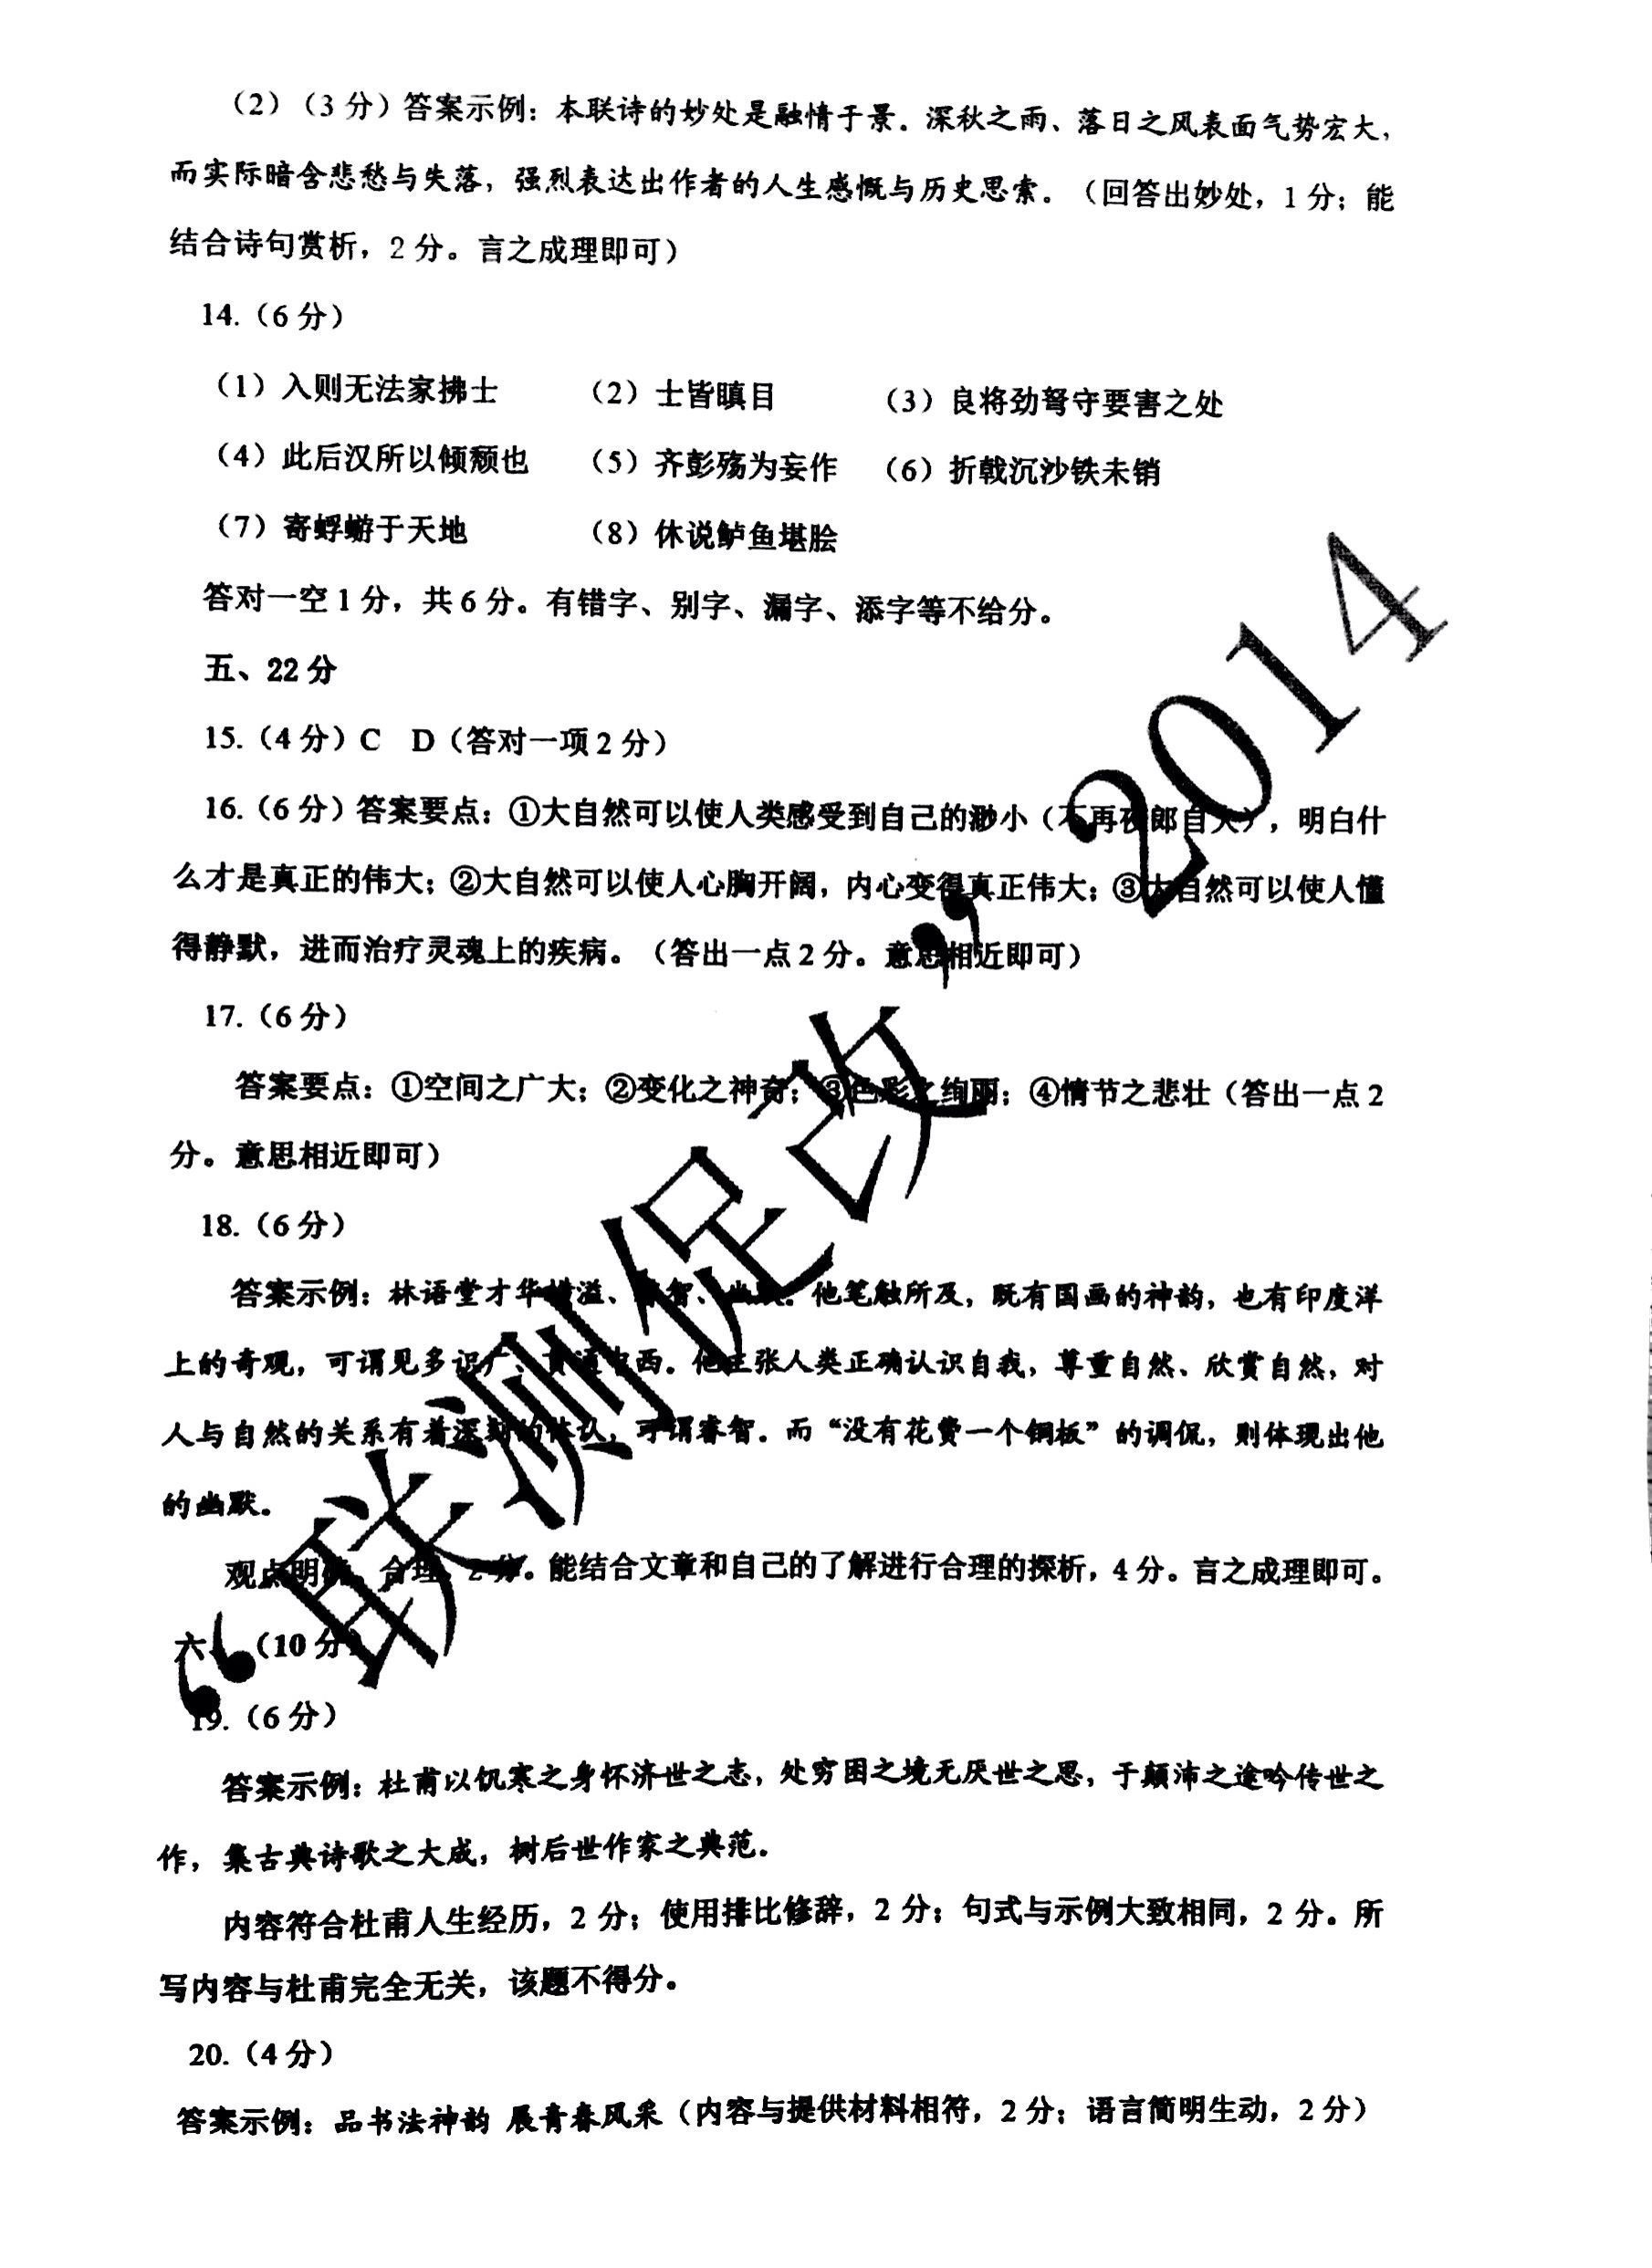 （2）（3 分）答案示例：本联诗的妙处是融情于景。深秋之雨、落日之风表面气势宏大，
而实际暗含悲愁与失落，强烈表达出作者的人生感慨与历史思索。（回答出妙处，1 分；能
结合诗句赏析，2 分。言之成理即可）
14.（6 分）
（1）入则无法家拂士 （2）士皆瞋目 （3）良将劲弩守要害之处
（4）此后汉所以倾颓也 （5）齐彭殇为妄作 （6）折戟沉沙铁未销
（7）寄蜉蝣于天地 （8）休说鲈鱼堪脍
答对一空 1 分，共 6 分。有错字、别字、漏字、添字等不给分。
五、22 分
15.（4 分）C D（答对一项 2 分）
16.（6 分）答案要点：①大自然可以使人类感受到自己的渺小（不再夜郎自大），明白什
么才是真正的伟大；②大自然可以使人心胸开阔，内心变得真正伟大；③大自然可以使人懂
得静默，进而治疗灵魂上的疾病。（答出一点 2 分。意思相近即可）
17.（6 分）
答案要点：①空间之广大；②变化之神奇；③色彩之绚丽；④情节之悲壮（答出一点 2
分。意思相近即可）
18.（6 分）
答案示例：林语堂才华横溢、睿智、幽默。他笔触所及，既有国画的神韵，也有印度洋
上的奇观，可谓见多识广、贯通中西。他主张人类正确认识自我，尊重自然、欣赏自然，对
人与自然的关系有着深刻的体认，可谓睿智。而“没有花费一个铜板”的调侃，则体现出他
的幽默。
观点明确、合理，2 分。能结合文章和自己的了解进行合理的探析，4 分。言之成理即可。
六、（10 分）
19.（6 分）
答案示例：杜甫以饥寒之身怀济世之志，处穷困之境无厌世之思，于颠沛之途吟传世之
作，集古典诗歌之大成，树后世作家之典范。
内容符合杜甫人生经历，2 分；使用排比修辞，2 分；句式与示例大致相同，2 分。所
写内容与杜甫完全无关，该题不得分。
20.（4 分）
答案示例：品书法神韵 展青春风采（内容与提供材料相符，2 分；语言简明生动，2 分）
“联测促改”2014